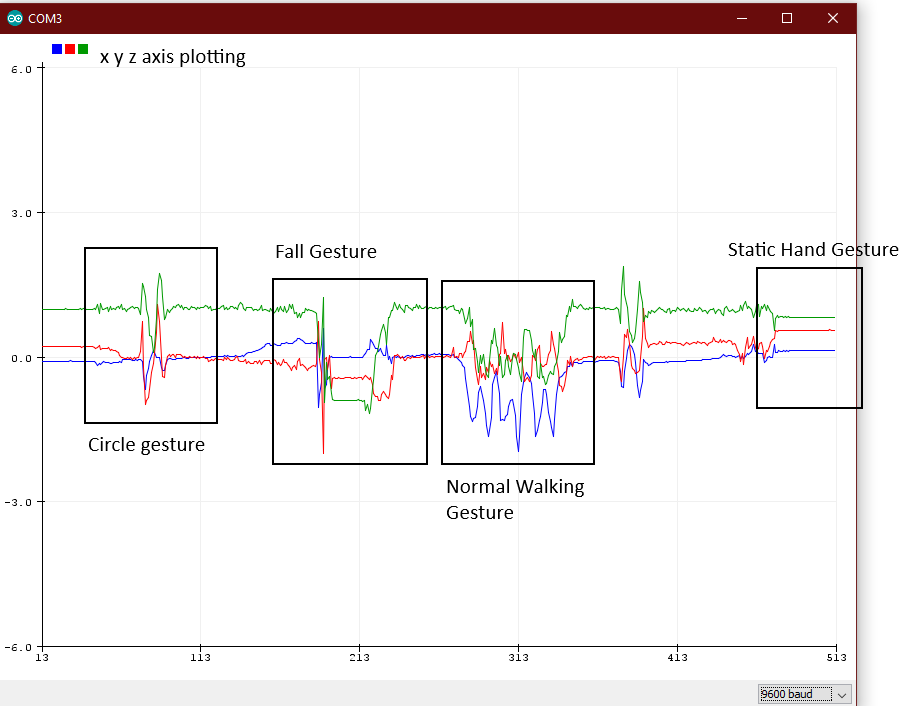 COM3
x y z axis plotting
6.0
3.0
Static Hand Gesture
Fall Gesture
0.0
Circle gesture
Normal Walking
Gesture
-3.0
-6.0
13 113 213 313 413 513
9600 baud